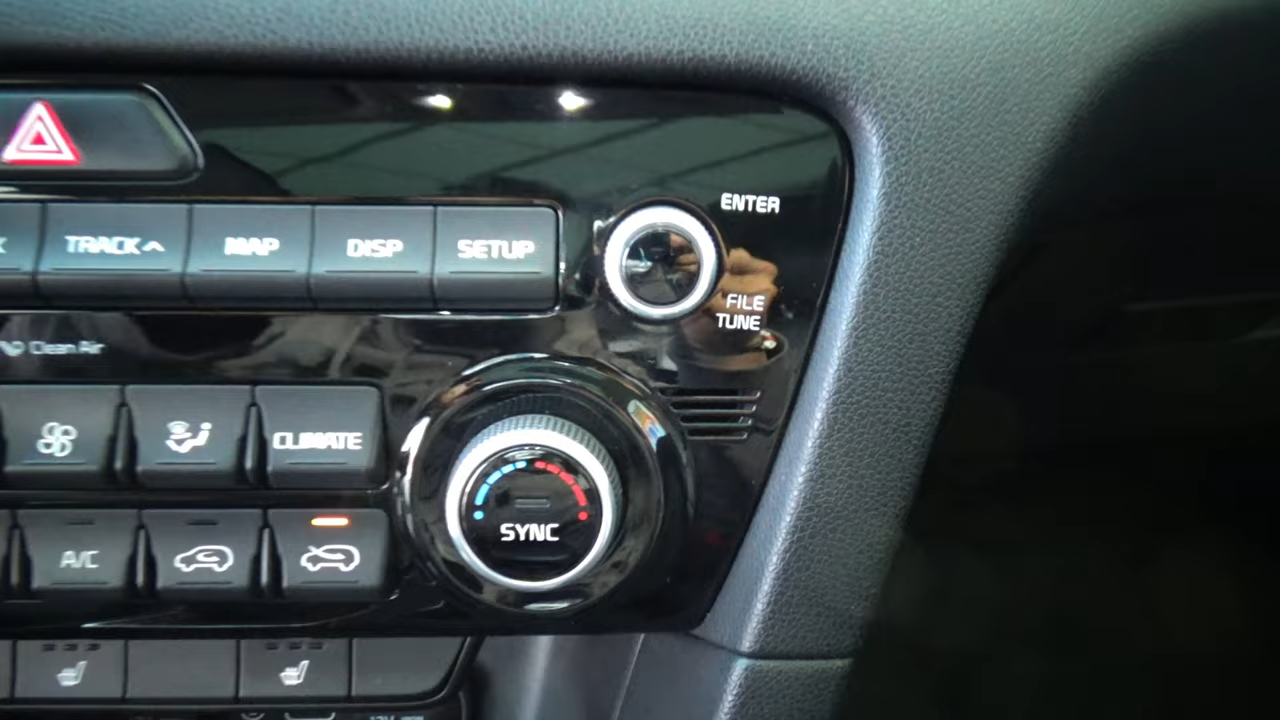 ENTER
TRACK ^ MAP DISP SETUP
FILE
TUNE
Clean Air
CLIMATE
SYNC
A/C